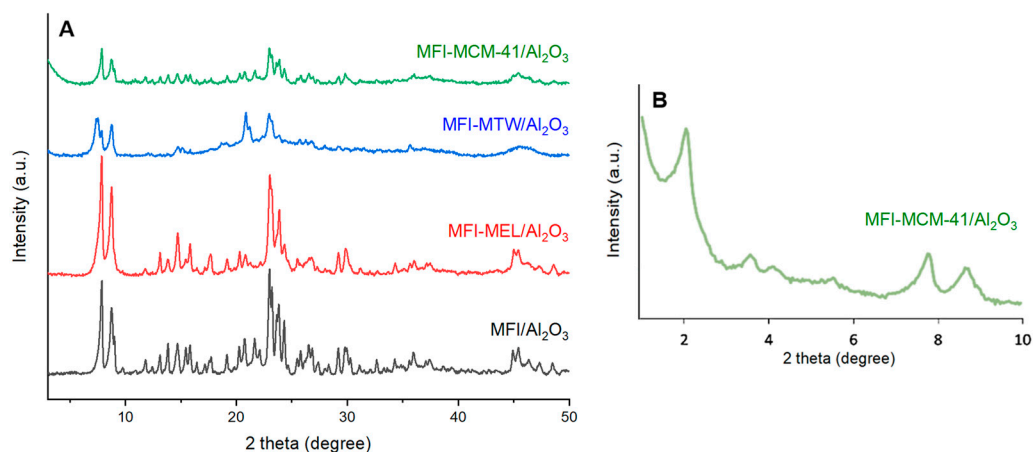 A
MFI-MCM-41/Al₂O₃
MFI-MTW/Al₂O₃
MFI-MEL/Al₂O₃
MFI/Al₂O₃
Intensity (a.u.)
10 20 30 40 50
2 theta (degree)
B
MFI-MCM-41/Al₂O₃
Intensity (a.u.)
2 4 6 8 10
2 theta (degree)